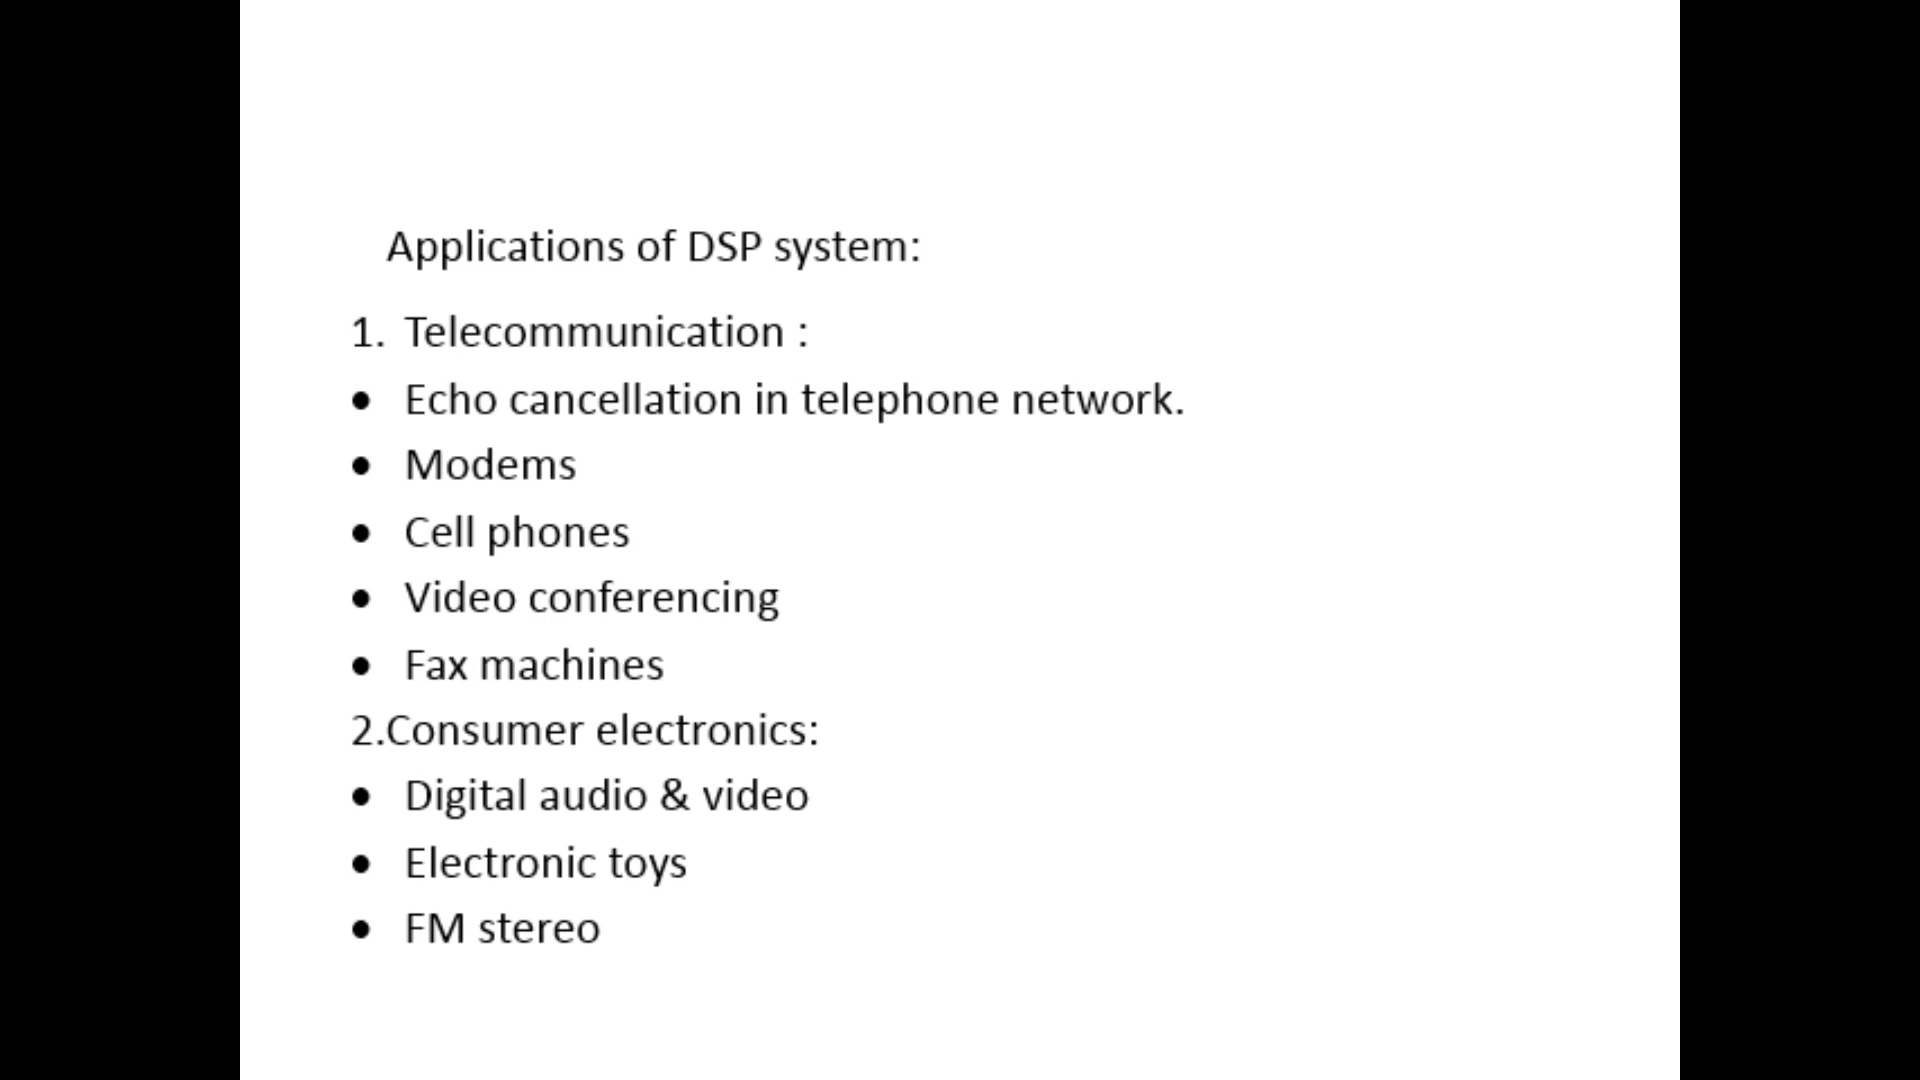 Applications of DSP system:
1. Telecommunication :
• Echo cancellation in telephone network.
• Modems
• Cell phones
• Video conferencing
• Fax machines
2.Consumer electronics:
• Digital audio & video
• Electronic toys
• FM stereo